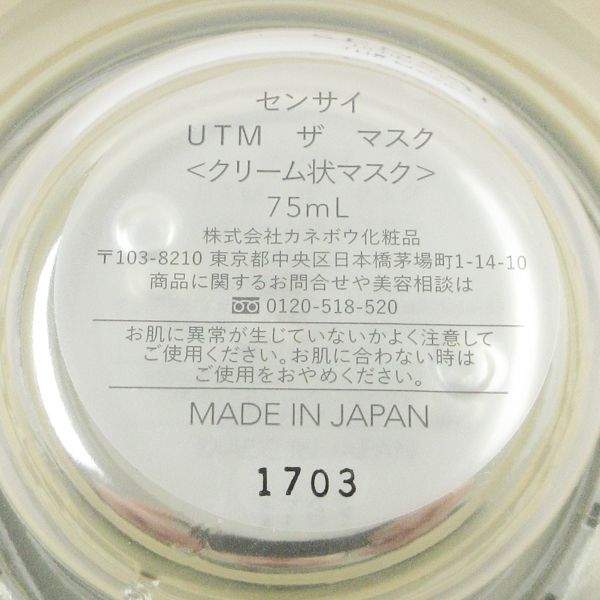 センサイ
UTM ザ マスク
<クリーム状マスク>
75mL
株式会社カネボウ化粧品
〒103-8210 東京都中央区日本橋茅場町1-14-10
商品に関するお問合せや美容相談は
0120-518-520
お肌に異常が生じていないかよく注意して
ご使用ください。お肌に合わない時は
ご使用をおやめください。
MADE IN JAPAN
1703